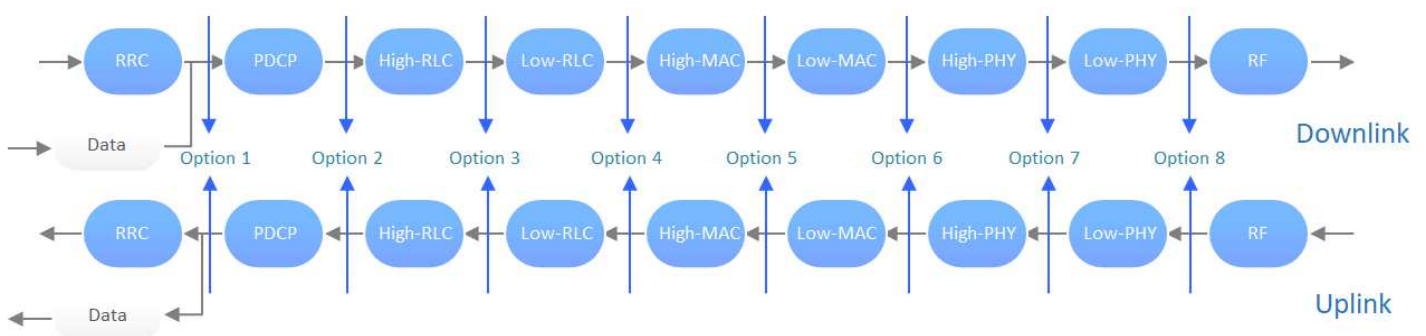 RRC PDCP High-RLC Low-RLC High-MAC Low-MAC High-PHY Low-PHY RF
Data
Downlink
Option 1 Option 2 Option 3 Option 4 Option 5 Option 6 Option 7 Option 8
RRC PDCP High-RLC Low-RLC High-MAC Low-MAC High-PHY Low-PHY RF
Data
Uplink